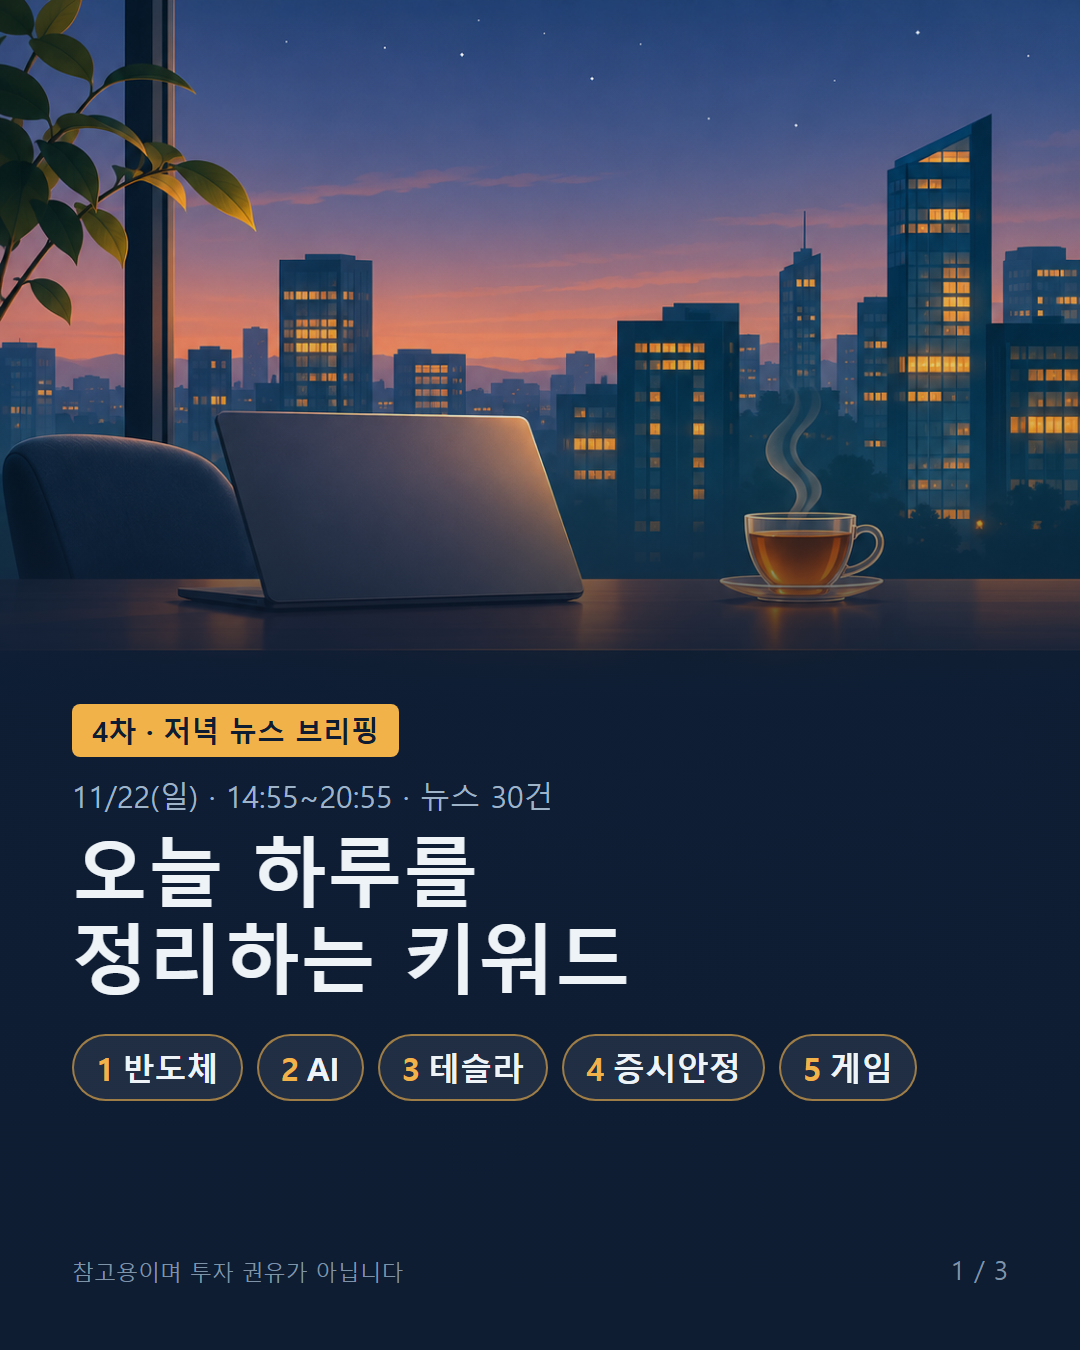 4차 · 저녁 뉴스 브리핑
11/22(일) · 14:55~20:55 · 뉴스 30건
오늘 하루를
정리하는 키워드
1 반도체 2 AI 3 테슬라 4 증시안정 5 게임
참고용이며 투자 권유가 아닙니다 1 / 3